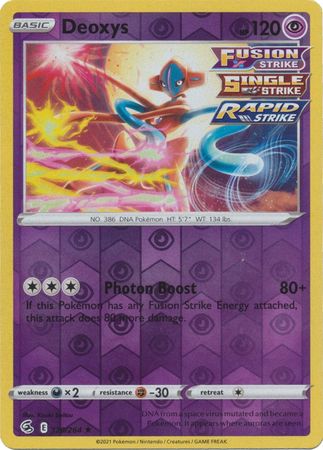 BASIC
Deoxys
HP 120
FUSION STRIKE
SINGLE STRIKE
RAPID STRIKE
NO. 386 DNA Pokémon HT: 5'7" WT: 134 lbs.
Photon Boost 80+
If this Pokémon has any Fusion Strike Energy attached,
this attack does 80 more damage.
weakness ×2 resistance -30 retreat
Illus.
E 120/264 ★
DNA from a space virus mutated and became a
Pokémon. It appears where auroras are seen.
©2021 Pokémon / Nintendo / Creatures / GAME FREAK